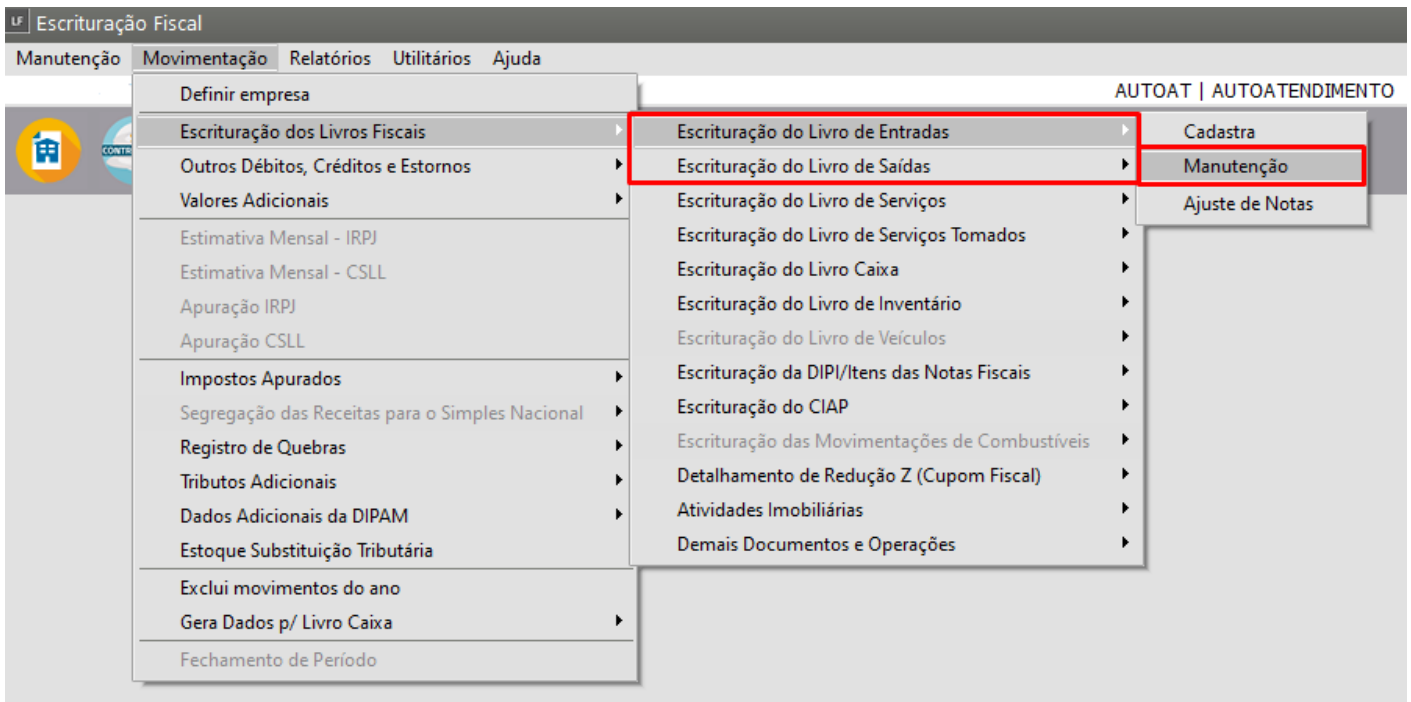 LF Escrituração Fiscal
Manutenção Movimentação Relatórios Utilitários Ajuda
AUTOAT | AUTOATENDIMENTO
CONTR
Definir empresa
Escrituração dos Livros Fiscais
Outros Débitos, Créditos e Estornos
Valores Adicionais
Estimativa Mensal - IRPJ
Estimativa Mensal - CSLL
Apuração IRPJ
Apuração CSLL
Impostos Apurados
Segregação das Receitas para o Simples Nacional
Registro de Quebras
Tributos Adicionais
Dados Adicionais da DIPAM
Estoque Substituição Tributária
Exclui movimentos do ano
Gera Dados p/ Livro Caixa
Fechamento de Período
Escrituração do Livro de Entradas
Escrituração do Livro de Saídas
Escrituração do Livro de Serviços
Escrituração do Livro de Serviços Tomados
Escrituração do Livro Caixa
Escrituração do Livro de Inventário
Escrituração do Livro de Veículos
Escrituração da DIPI/Itens das Notas Fiscais
Escrituração do CIAP
Escrituração das Movimentações de Combustíveis
Detalhamento de Redução Z (Cupom Fiscal)
Atividades Imobiliárias
Demais Documentos e Operações
Cadastra
Manutenção
Ajuste de Notas